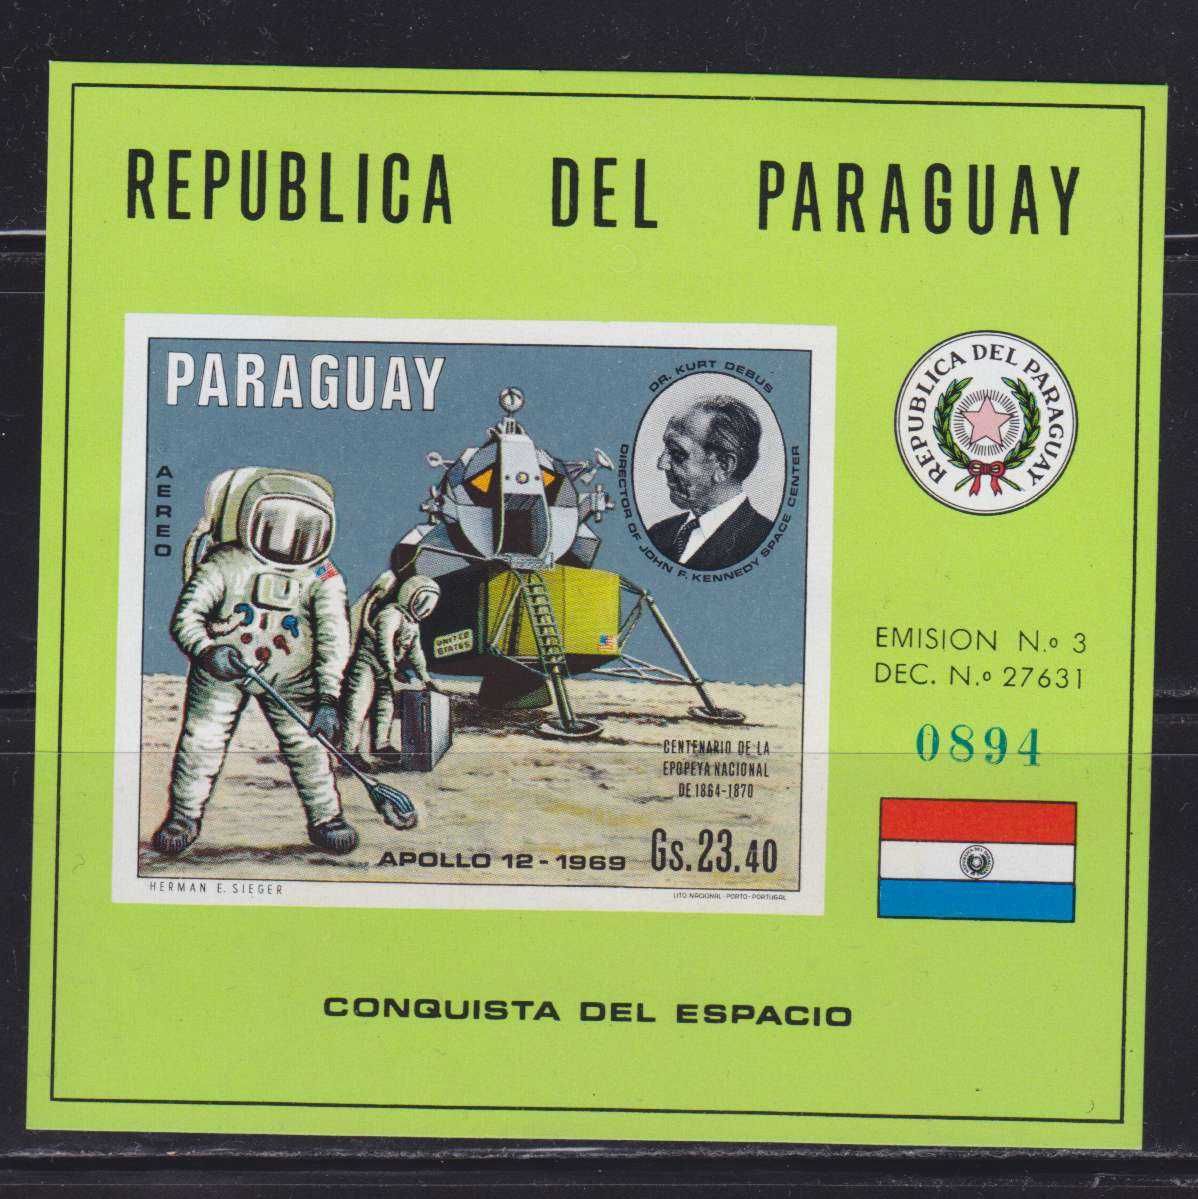 REPUBLICA DEL PARAGUAY
PARAGUAY
AEREO
DR. KURT DEBUS
DIRECTOR OF JOHN F. KENNEDY SPACE CENTER
UNITED
STATES
CENTENARIO DE LA
EPOPEYA NACIONAL
DE 1864-1870
APOLLO 12 - 1969 Gs.23.40
HERMAN E. SIEGER
LITO NACIONAL-PORTO-PORTUGAL
REPUBLICA DEL PARAGUAY
EMISION N.o 3
DEC. N.o 27631
0894
CONQUISTA DEL ESPACIO